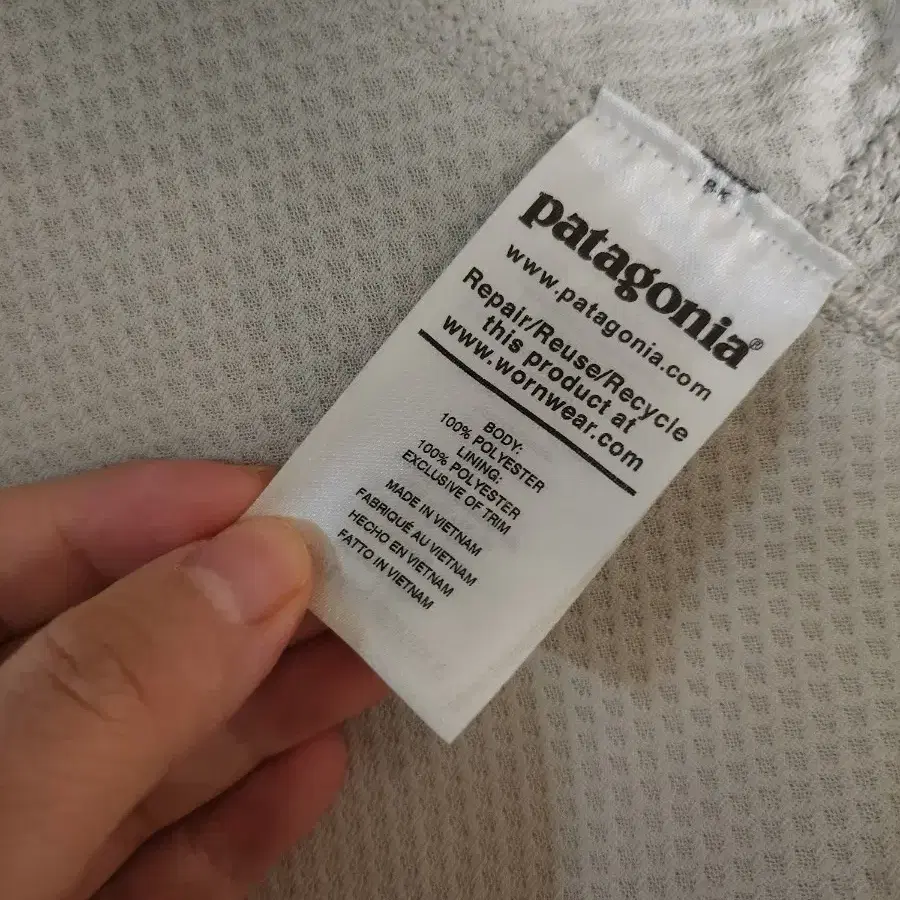 patagonia®
www.patagonia.com
Repair/Reuse/Recycle
this product at
www.wornwear.com
BODY:
100% POLYESTER
LINING:
100% POLYESTER
EXCLUSIVE OF TRIM
MADE IN VIETNAM
FABRIQUÉ AU VIETNAM
HECHO EN VIETNAM
FATTO IN VIETNAM